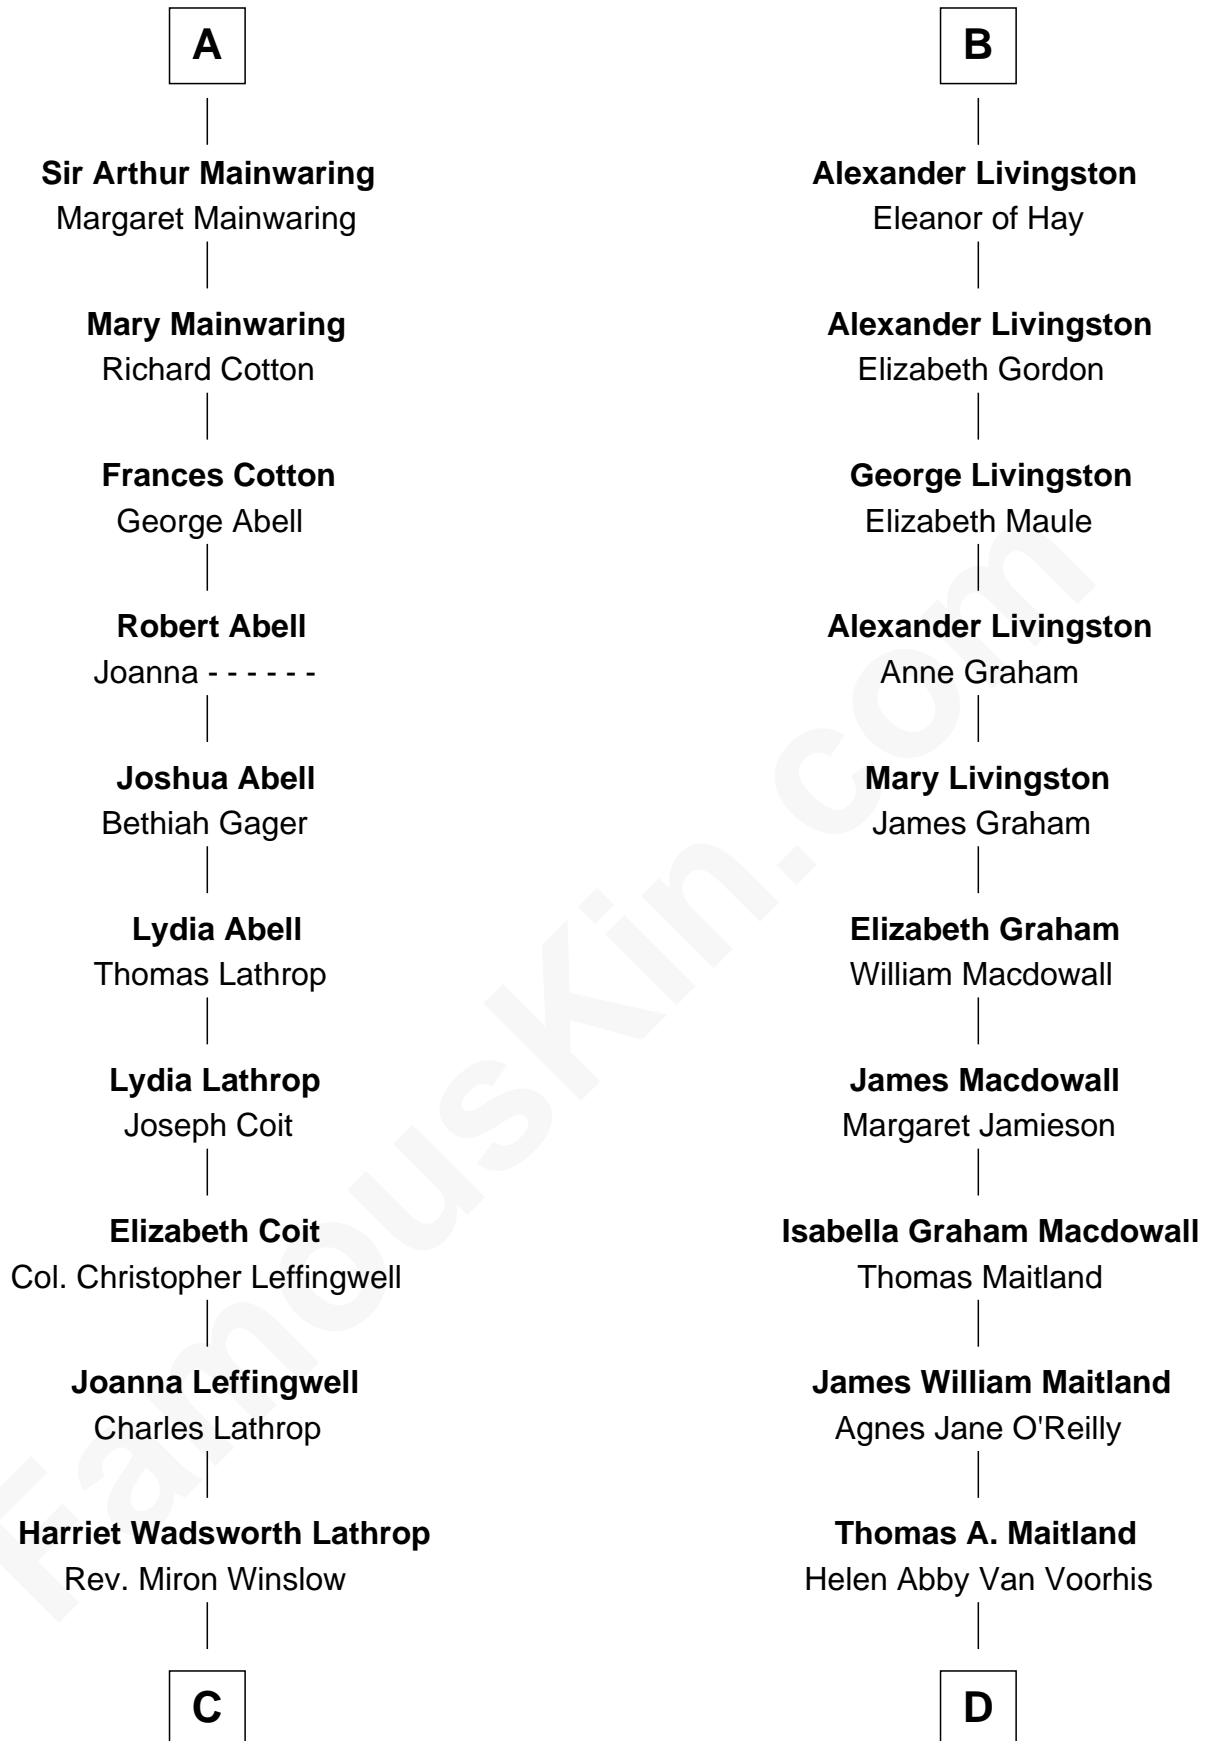 A
Sir Arthur Mainwaring
Margaret Mainwaring
Mary Mainwaring
Richard Cotton
Frances Cotton
George Abell
Robert Abell
Joanna - - - - - -
Joshua Abell
Bethiah Gager
Lydia Abell
Thomas Lathrop
Lydia Lathrop
Joseph Coit
Elizabeth Coit
Col. Christopher Leffingwell
Joanna Leffingwell
Charles Lathrop
Harriet Wadsworth Lathrop
Rev. Miron Winslow
C
B
Alexander Livingston
Eleanor of Hay
Alexander Livingston
Elizabeth Gordon
George Livingston
Elizabeth Maule
Alexander Livingston
Anne Graham
Mary Livingston
James Graham
Elizabeth Graham
William Macdowall
James Macdowall
Margaret Jamieson
Isabella Graham Macdowall
Thomas Maitland
James William Maitland
Agnes Jane O'Reilly
Thomas A. Maitland
Helen Abby Van Voorhis
D
FamousKin.com